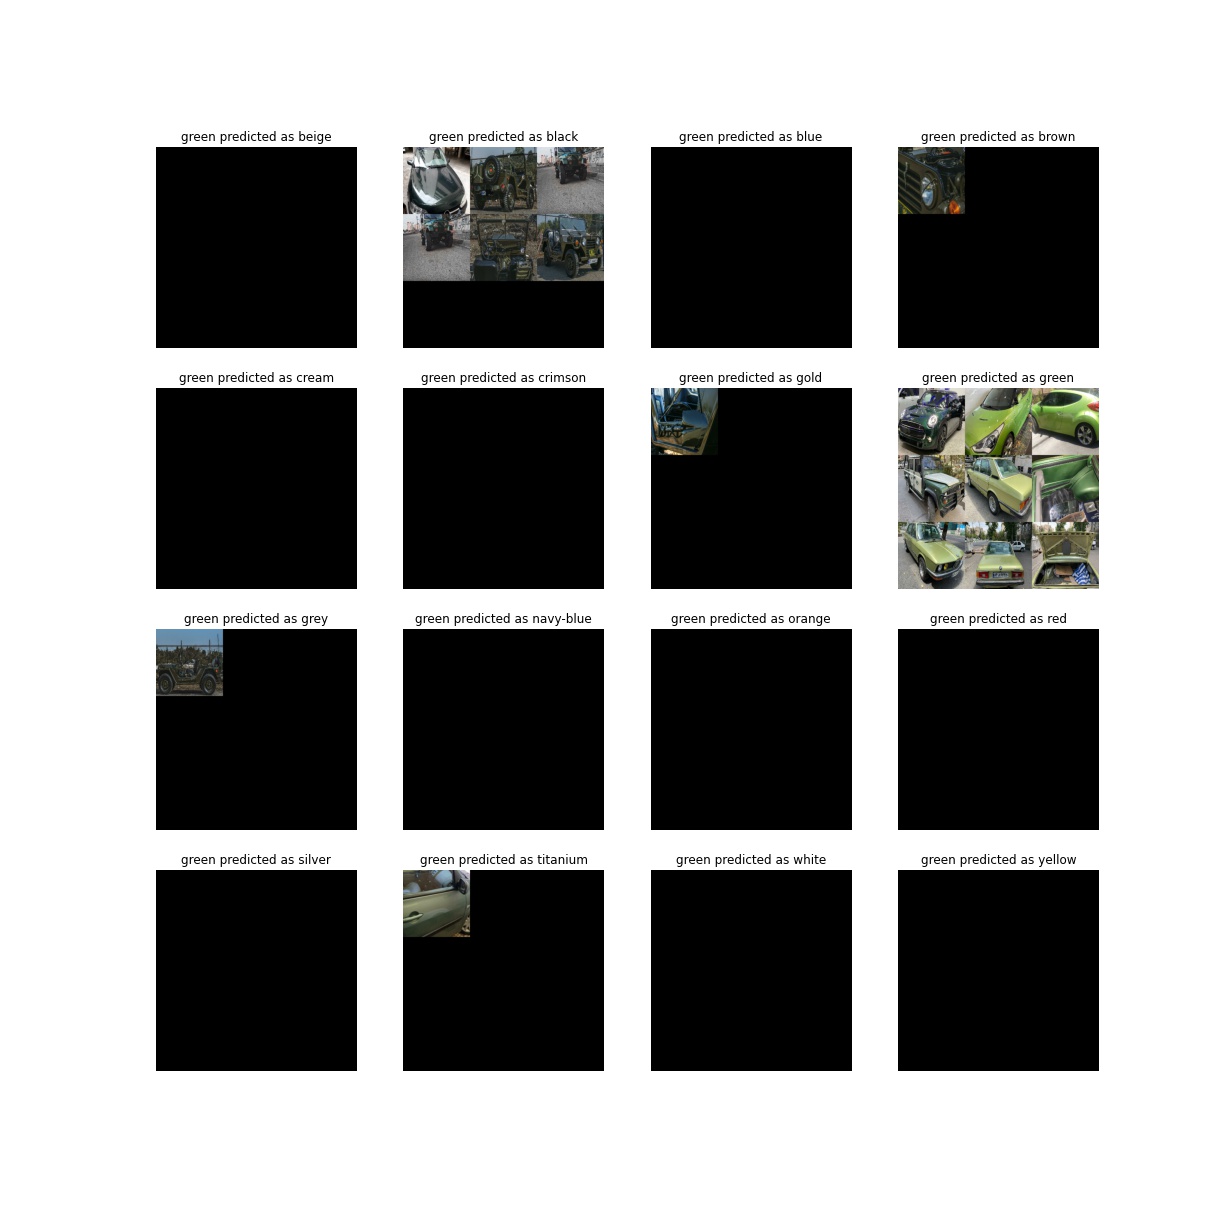 green predicted as beige
green predicted as black
green predicted as blue
green predicted as brown
green predicted as cream
green predicted as crimson
green predicted as gold
green predicted as green
green predicted as grey
green predicted as navy-blue
green predicted as orange
green predicted as red
green predicted as silver
green predicted as titanium
green predicted as white
green predicted as yellow